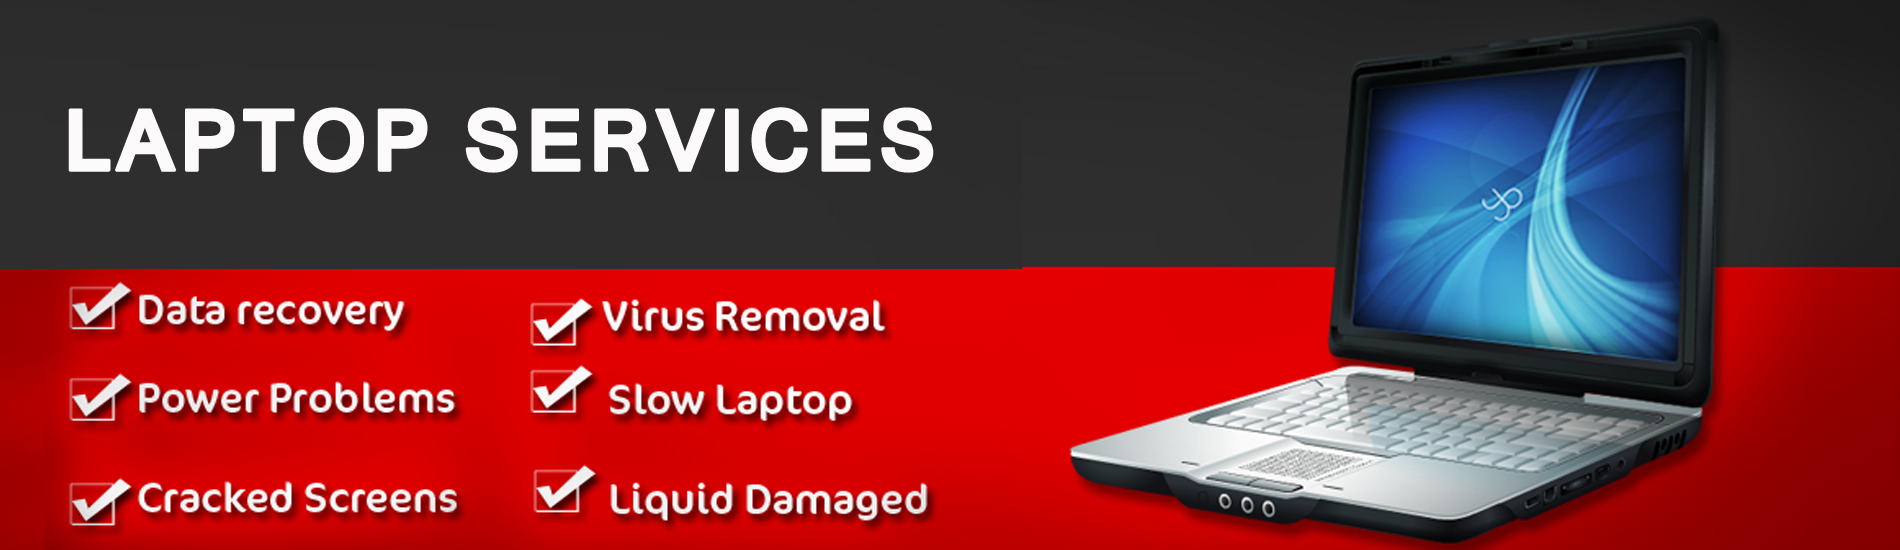 LAPTOP SERVICES
Data recovery
Virus Removal
Power Problems
Slow Laptop
Cracked Screens
Liquid Damaged